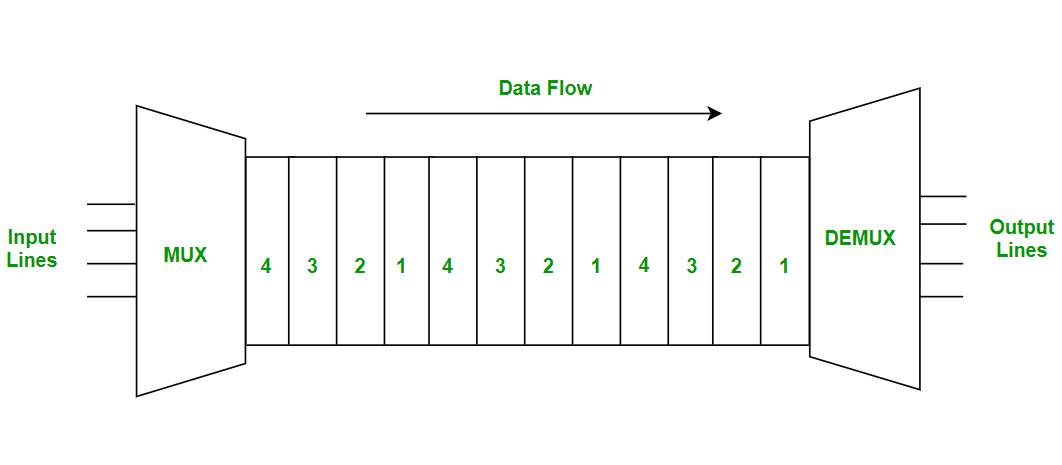 Data Flow
Input
Lines
MUX
4 3 2 1 4 3 2 1 4 3 2 1
DEMUX
Output
Lines